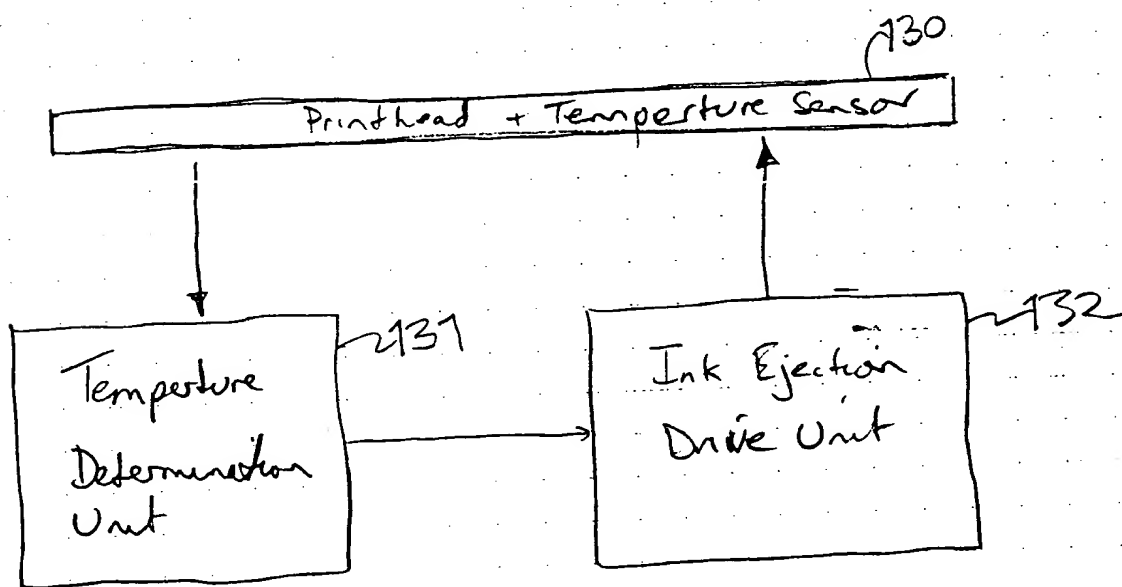 130
Printhead + Temperture Sensor
131
132
Temperture
Determination
Unit
Ink Ejection
Drive Unit